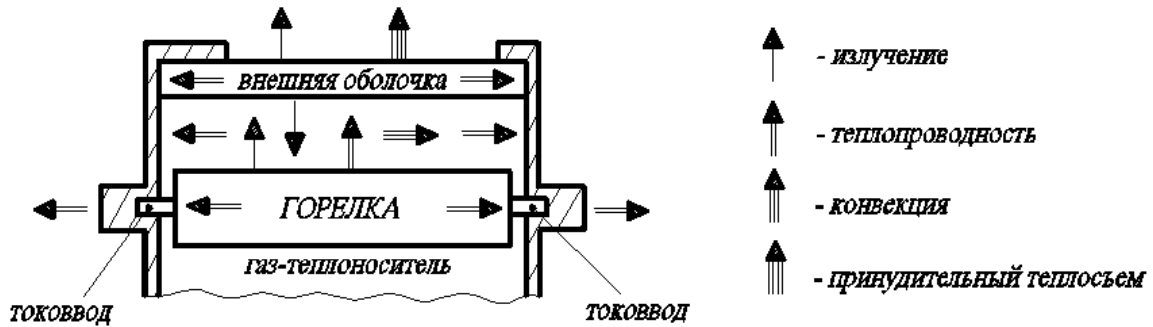 внешняя оболочка
ГОРЕЛКА
газ-теплоноситель
ТОКОВВОД
ТОКОВВОД
- излучение
- теплопроводность
- конвекция
- принудительный теплосъем